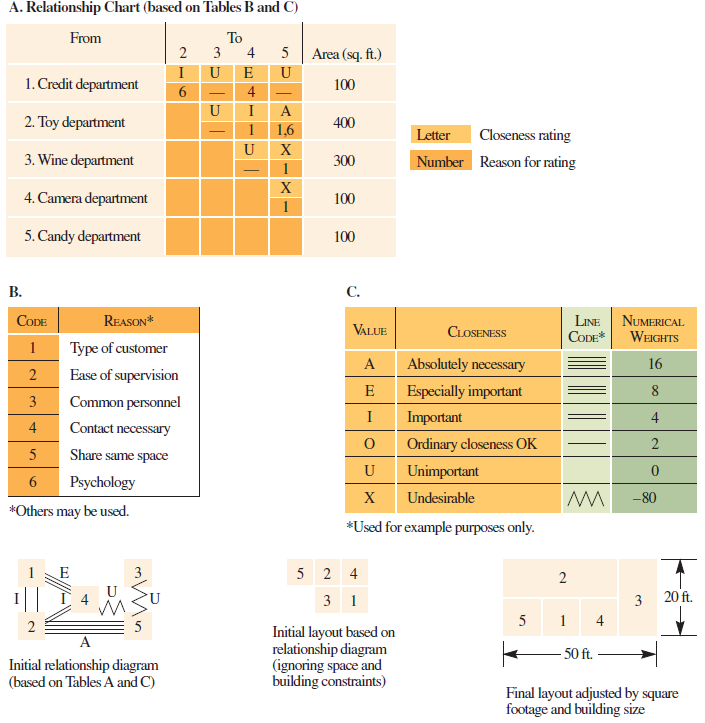 A. Relationship Chart (based on Tables B and C)
From To
2 3 4 5 Area (sq. ft.)
I U E U
1. Credit department 100
6 — 4 —
U I A
2. Toy department 400
— 1 1,6
U X
3. Wine department 300
— 1
X
4. Camera department 100
1
5. Candy department 100
Letter Closeness rating
Number Reason for rating
B.
CODE REASON*
1 Type of customer
2 Ease of supervision
3 Common personnel
4 Contact necessary
5 Share same space
6 Psychology
*Others may be used.
C.
VALUE CLOSENESS LINE CODE* NUMERICAL WEIGHTS
A Absolutely necessary 16
E Especially important 8
I Important 4
O Ordinary closeness OK 2
U Unimportant 0
X Undesirable –80
*Used for example purposes only.
1 E 3
I I 4 U U
2 5
A
Initial relationship diagram
(based on Tables A and C)
5 2 4
3 1
Initial layout based on
relationship diagram
(ignoring space and
building constraints)
2
3 20 ft.
5 1 4
50 ft.
Final layout adjusted by square
footage and building size